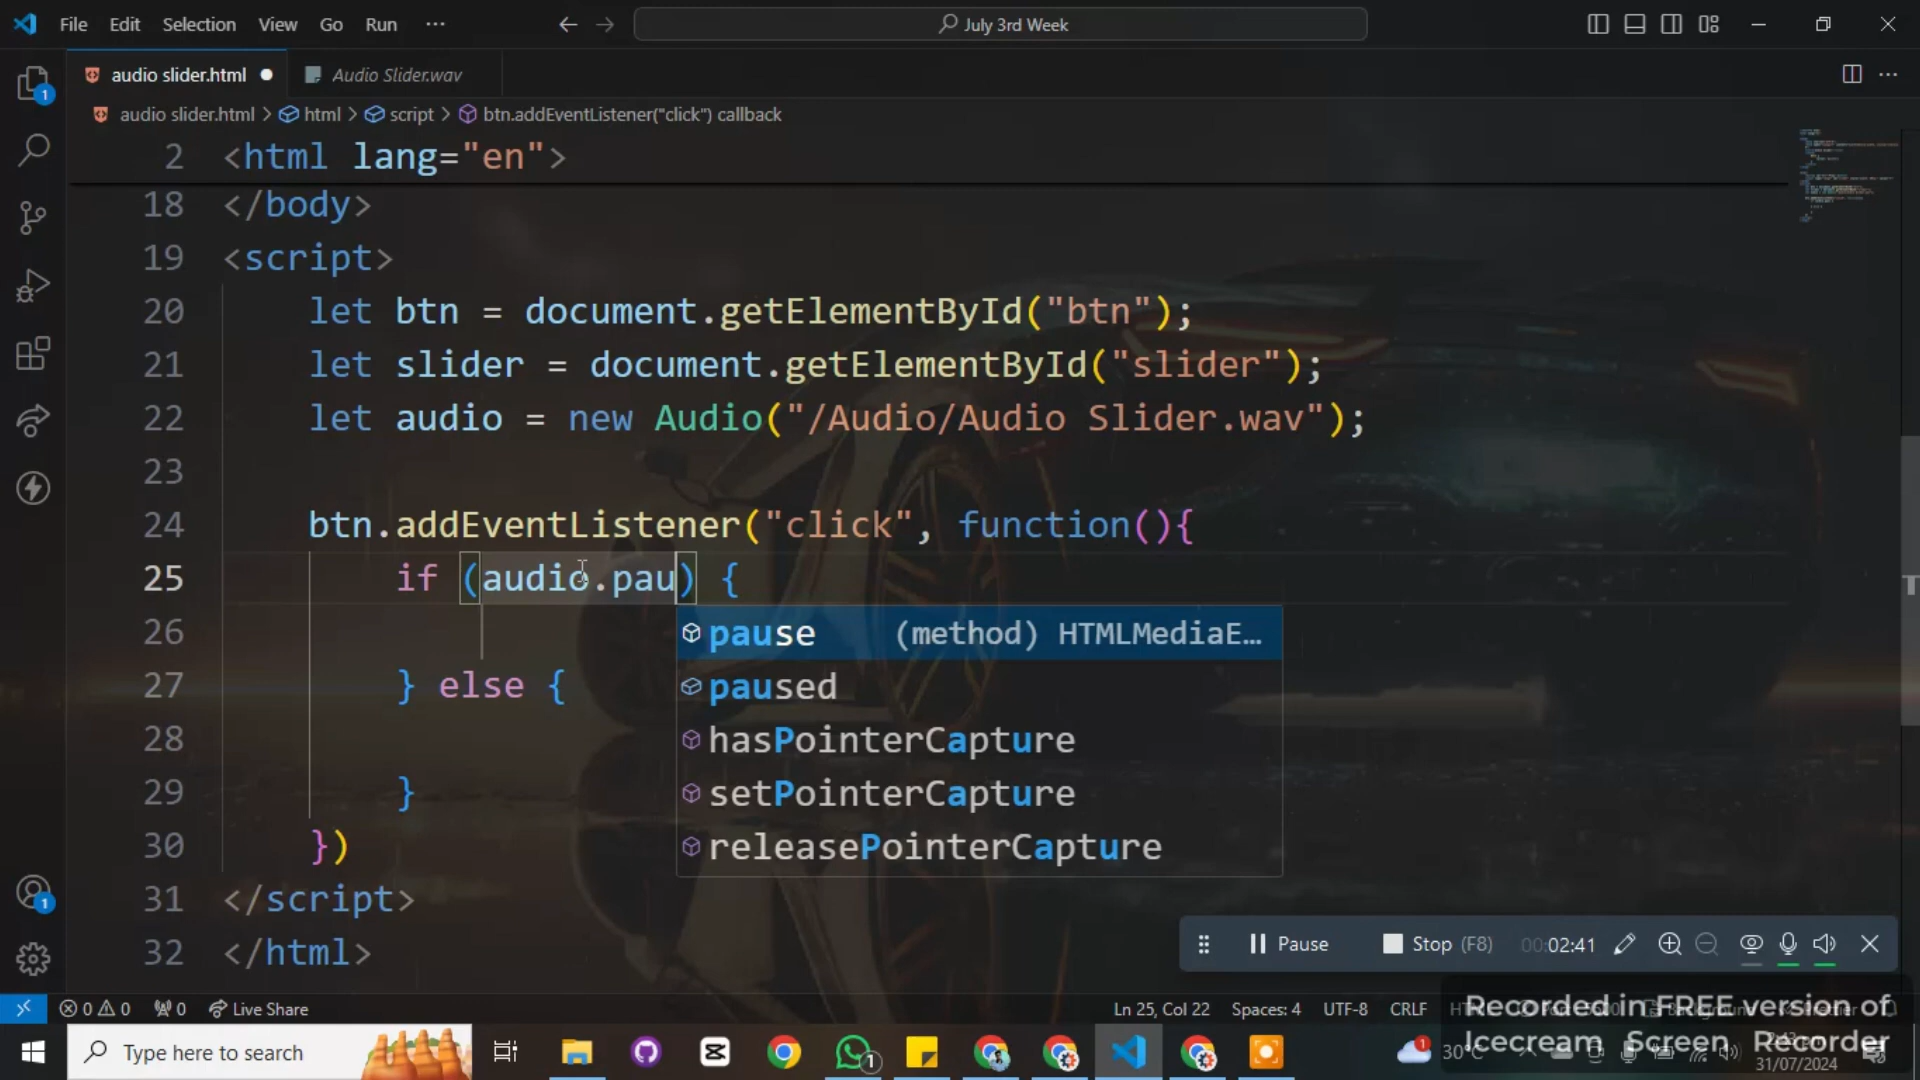 File Edit Selection View Go Run ··· July 3rd Week
audio slider.html Audio Slider.wav
1
audio slider.html > html > script > btn.addEventListener("click") callback
2 <html lang="en">
18 </body>
19 <script>
20 let btn = document.getElementById("btn");
21 let slider = document.getElementById("slider");
22 let audio = new Audio("/Audio/Audio Slider.wav");
23
24 btn.addEventListener("click", function(){
25 if (audio.pau) {
26
pause (method) HTMLMediaE…
27 } else {
paused
28
hasPointerCapture
29 }
setPointerCapture
30 })
releasePointerCapture
31 </script>
1
32 </html>
Pause Stop (F8) 00:02:41
0 0 0 Live Share Ln 25, Col 22 Spaces: 4 UTF-8 CRLF
Recorded in FREE version of
Icecream Screen Recorder
Type here to search
1
1
30°C
31/07/2024